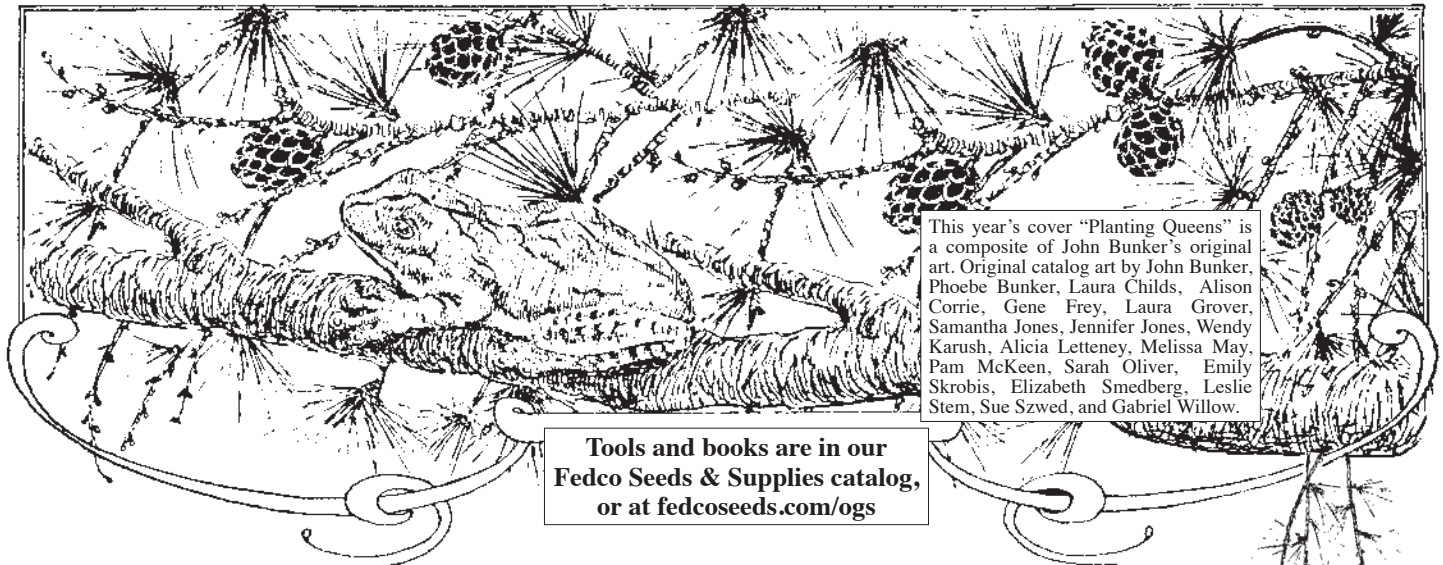 This year’s cover “Planting Queens” is
a composite of John Bunker’s original
art. Original catalog art by John Bunker,
Phoebe Bunker, Laura Childs, Alison
Corrie, Gene Frey, Laura Grover,
Samantha Jones, Jennifer Jones, Wendy
Karush, Alicia Letteney, Melissa May,
Pam McKeen, Sarah Oliver, Emily
Skrobis, Elizabeth Smedberg, Leslie
Stem, Sue Szwed, and Gabriel Willow.
Tools and books are in our
Fedco Seeds & Supplies catalog,
or at fedcoseeds.com/ogs